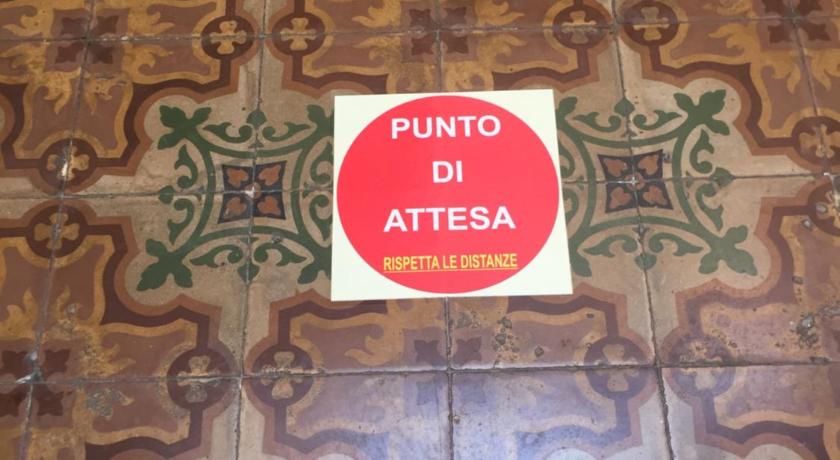 PUNTO
DI
ATTESA
RISPETTA LE DISTANZE